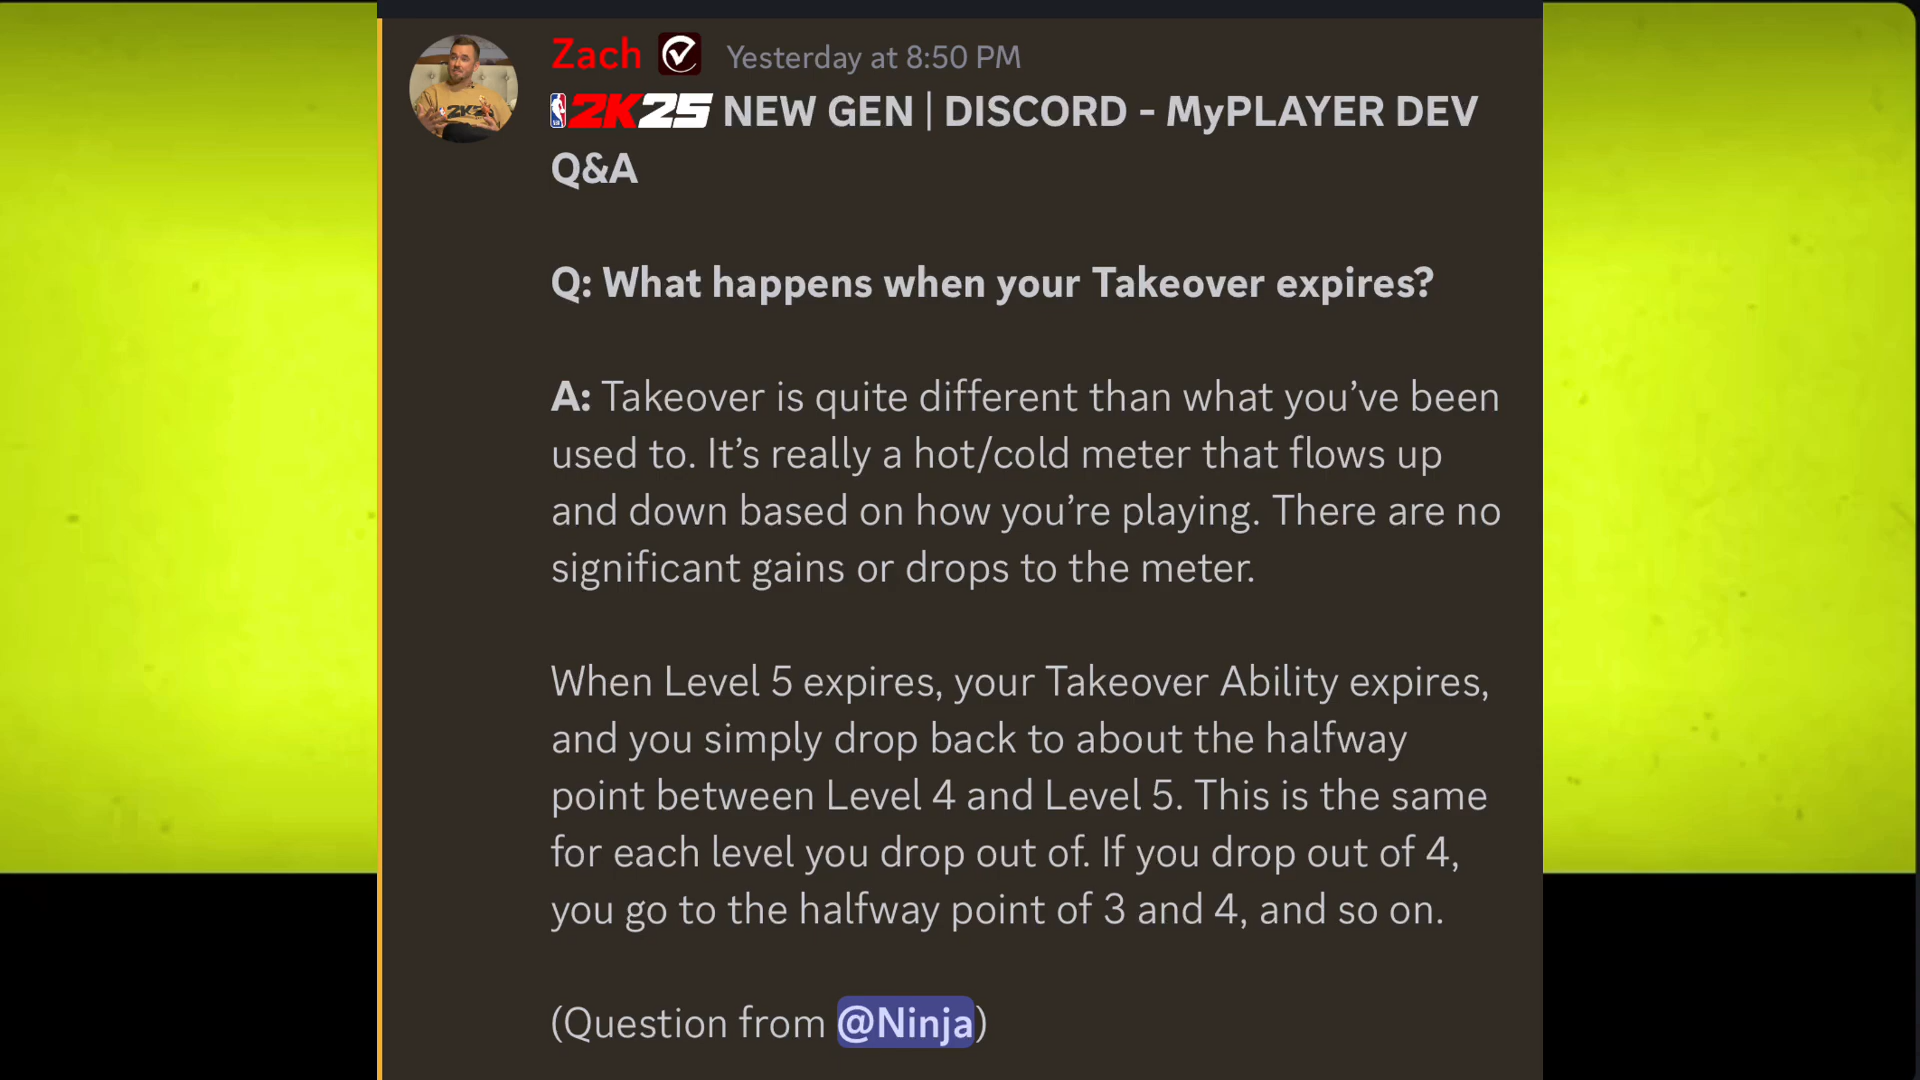 Zach Yesterday at 8:50 PM
2K25 NEW GEN | DISCORD - MyPLAYER DEV
Q&A
Q: What happens when your Takeover expires?
A: Takeover is quite different than what you’ve been
used to. It’s really a hot/cold meter that flows up
and down based on how you’re playing. There are no
significant gains or drops to the meter.
When Level 5 expires, your Takeover Ability expires,
and you simply drop back to about the halfway
point between Level 4 and Level 5. This is the same
for each level you drop out of. If you drop out of 4,
you go to the halfway point of 3 and 4, and so on.
(Question from @Ninja)